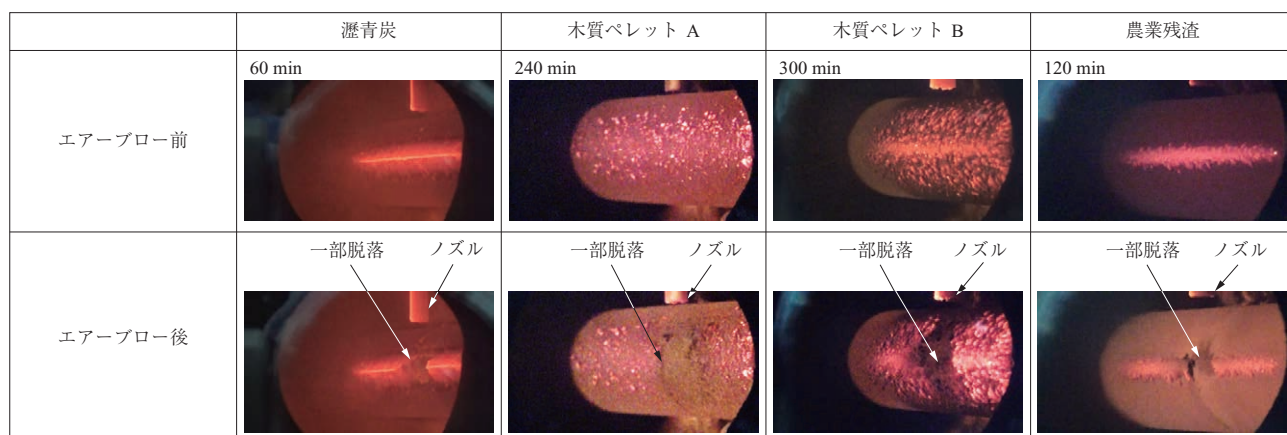 瀝青炭
木質ペレット A
木質ペレット B
農業残渣
エアーブロー前
60 min
240 min
300 min
120 min
エアーブロー後
一部脱落
ノズル
一部脱落
ノズル
一部脱落
ノズル
一部脱落
ノズル